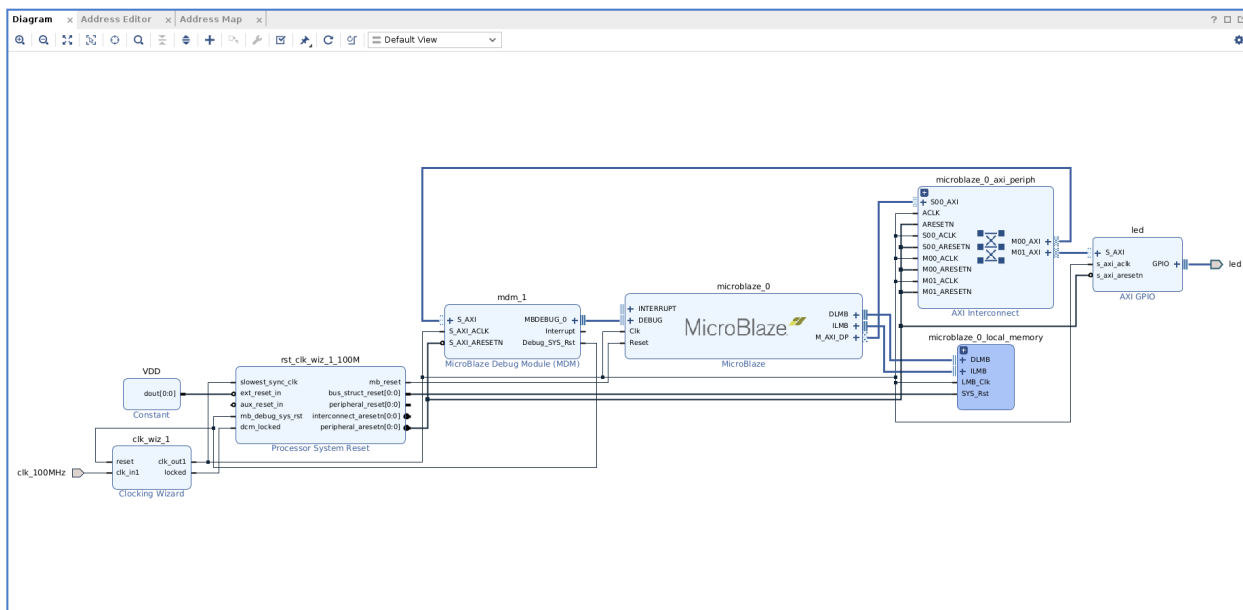 Diagram × Address Editor × Address Map ×
?
Default View
microblaze_0_axi_periph
S00_AXI
ACLK
ARESETN
S00_ACLK
S00_ARESETN
M00_ACLK
M00_ARESETN
M01_ACLK
M01_ARESETN
M00_AXI
M01_AXI
AXI Interconnect
led
S_AXI
s_axi_aclk
s_axi_aresetn
GPIO
AXI GPIO
led
microblaze_0
INTERRUPT
DEBUG
Clk
Reset
MicroBlaze
DLMB
ILMB
M_AXI_DP
MicroBlaze
mdm_1
S_AXI
S_AXI_ACLK
S_AXI_ARESETN
MBDEBUG_0
Interrupt
Debug_SYS_Rst
MicroBlaze Debug Module (MDM)
microblaze_0_local_memory
DLMB
ILMB
LMB_Clk
SYS_Rst
rst_clk_wiz_1_100M
slowest_sync_clk
ext_reset_in
aux_reset_in
mb_debug_sys_rst
dcm_locked
mb_reset
bus_struct_reset[0:0]
peripheral_reset[0:0]
interconnect_aresetn[0:0]
peripheral_aresetn[0:0]
Processor System Reset
VDD
dout[0:0]
Constant
clk_wiz_1
reset
clk_in1
clk_out1
locked
Clocking Wizard
clk_100MHz